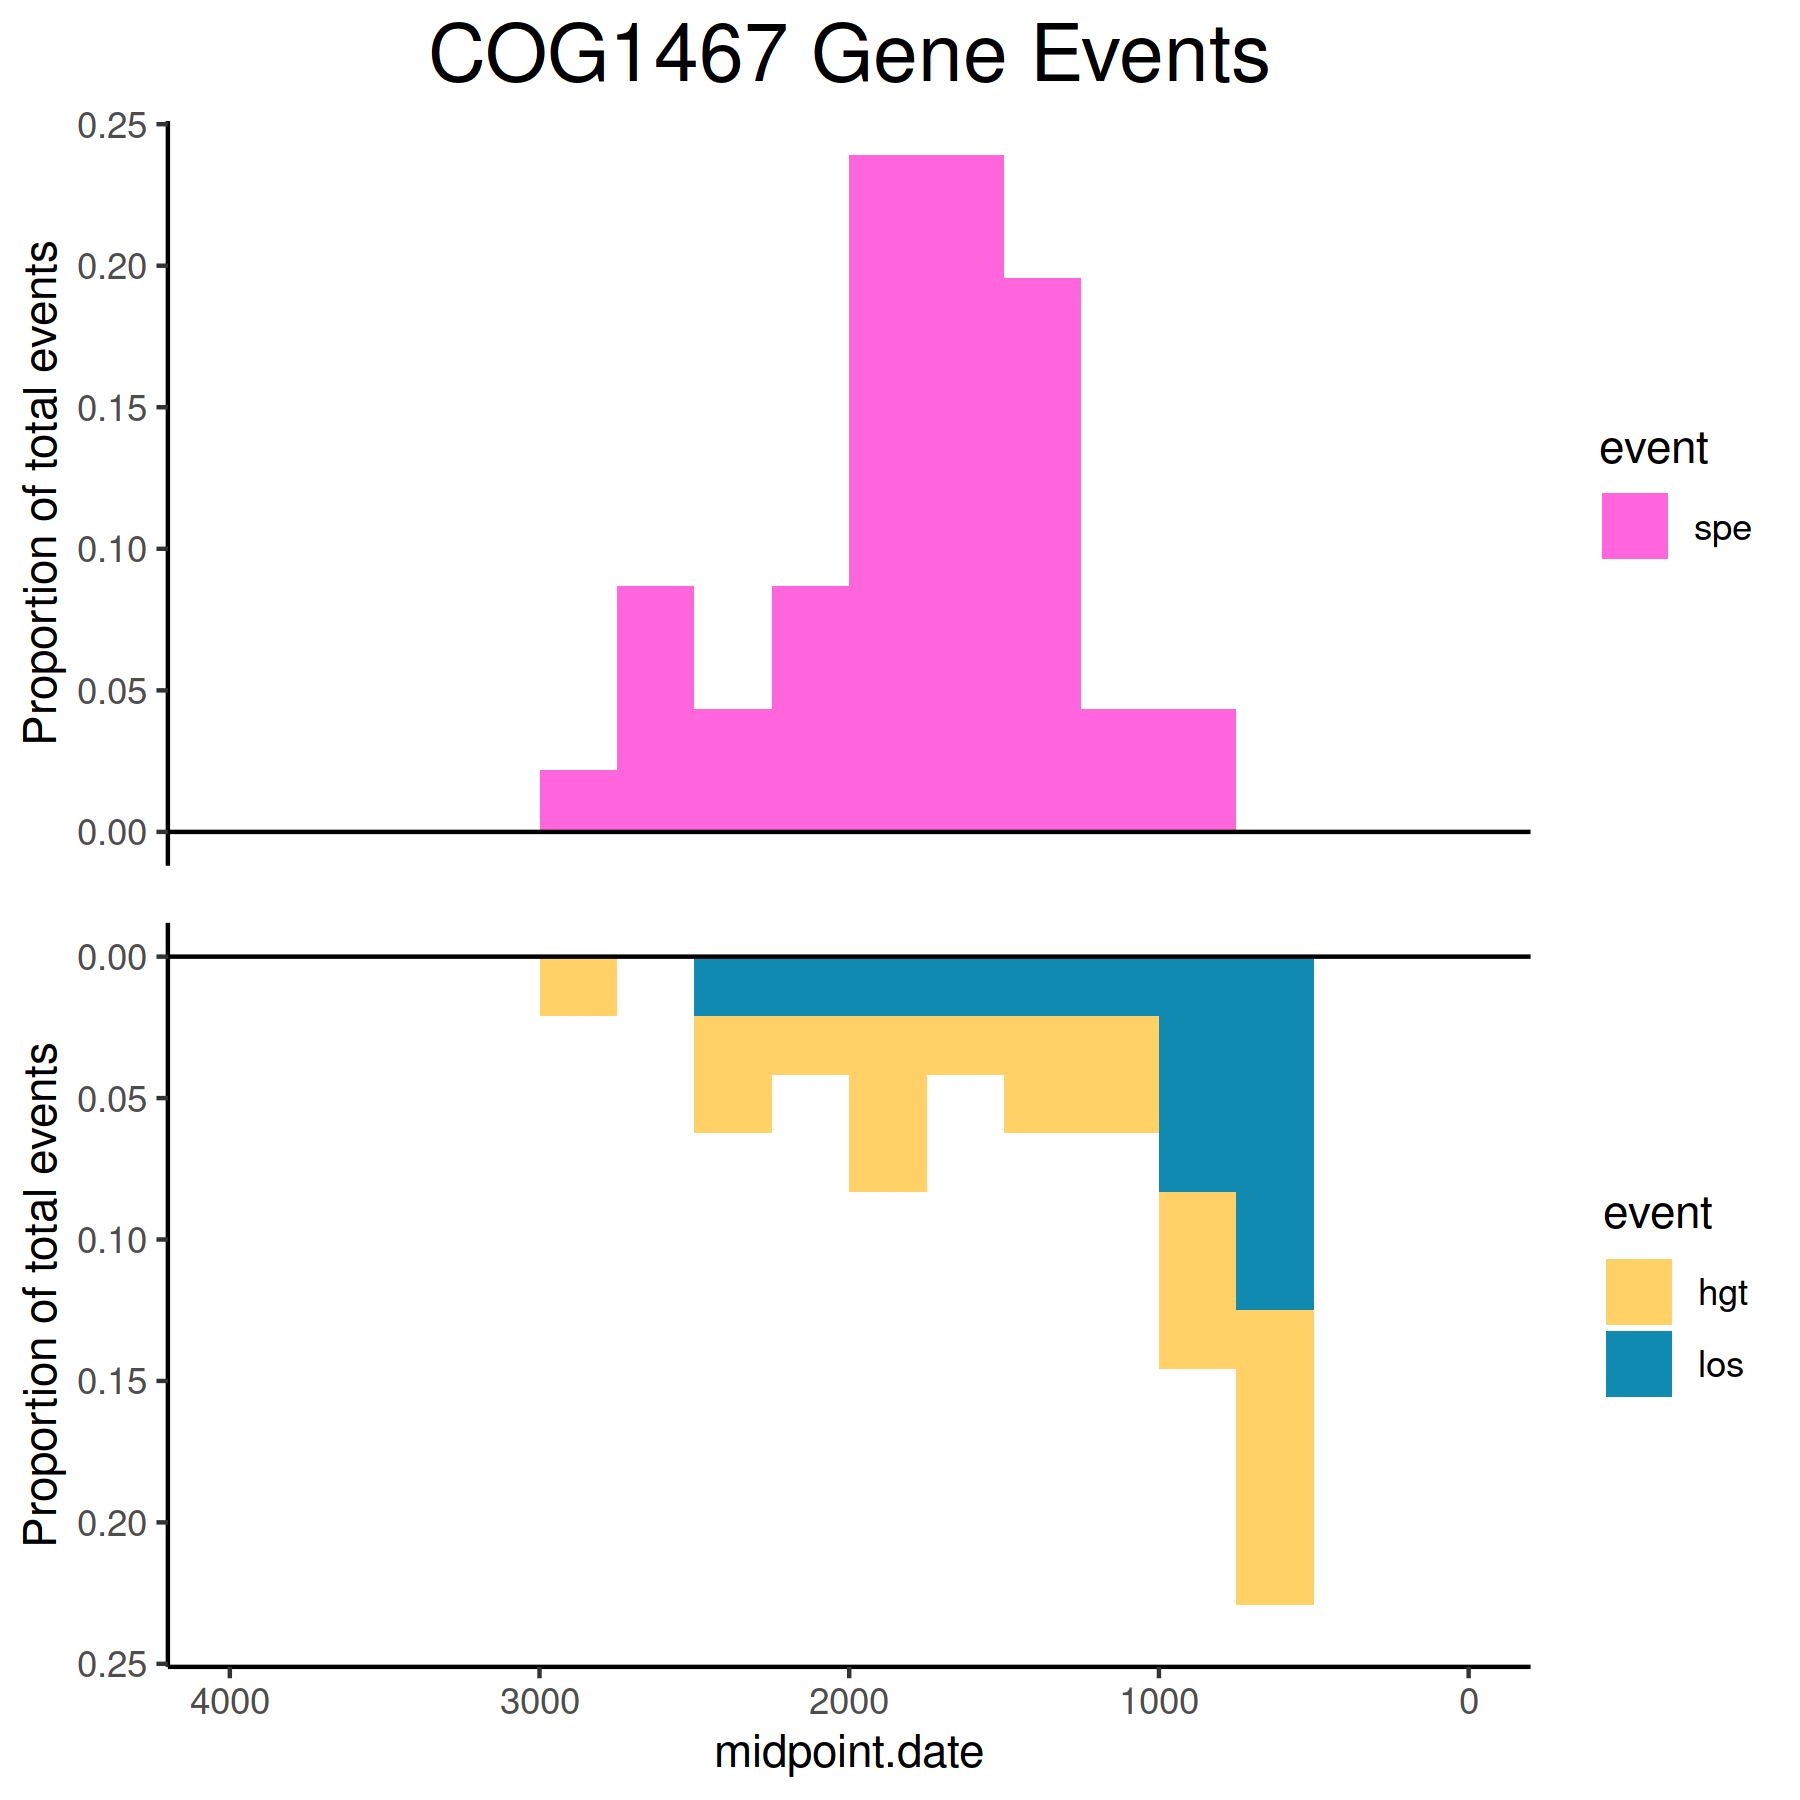 COG1467 Gene Events
Proportion of total events
0.25
0.20
0.15
0.10
0.05
0.00
event
spe
Proportion of total events
0.00
0.05
0.10
0.15
0.20
0.25
event
hgt
los
4000
3000
2000
1000
0
midpoint.date